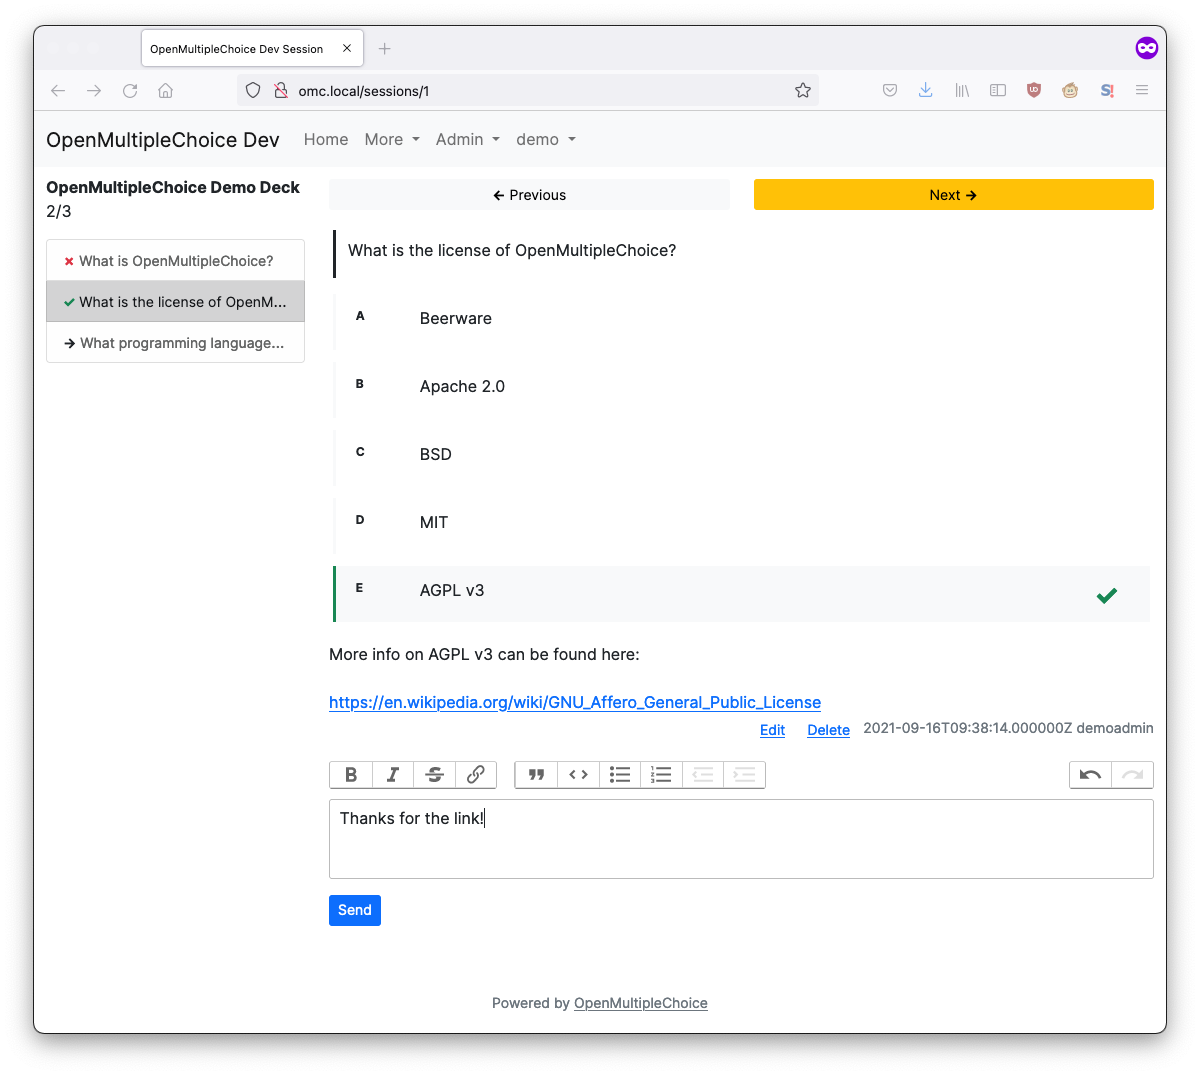 OpenMultipleChoice Dev Session
omc.local/sessions/1
OpenMultipleChoice Dev Home More Admin demo
OpenMultipleChoice Demo Deck
2/3
What is OpenMultipleChoice?
What is the license of OpenM...
What programming language...
← Previous
Next →
What is the license of OpenMultipleChoice?
A Beerware
B Apache 2.0
C BSD
D MIT
E AGPL v3
More info on AGPL v3 can be found here:
https://en.wikipedia.org/wiki/GNU_Affero_General_Public_License
Edit Delete 2021-09-16T09:38:14.000000Z demoadmin
Thanks for the link!
Send
Powered by OpenMultipleChoice